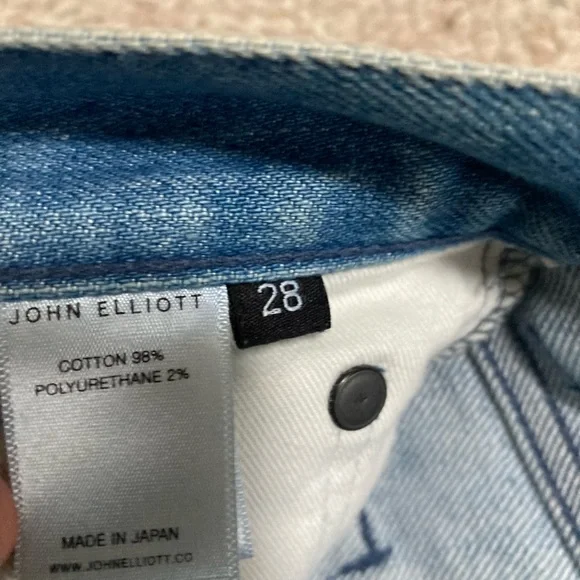 JOHN ELLIOTT
28
COTTON 98%
POLYURETHANE 2%
MADE IN JAPAN
WWW.JOHNELLIOTT.CO